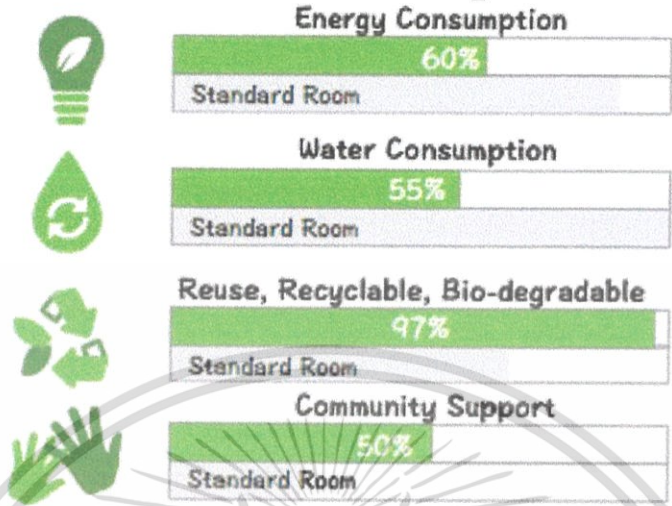 Energy Consumption
60%
Standard Room
Water Consumption
55%
Standard Room
Reuse, Recyclable, Bio-degradable
97%
Standard Room
Community Support
50%
Standard Room